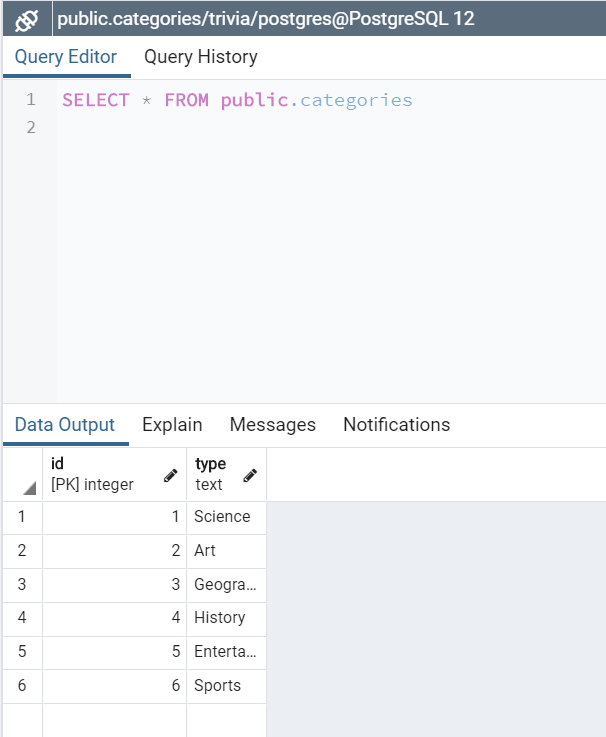 public.categories/trivia/postgres@PostgreSQL 12
Query Editor Query History
1 SELECT * FROM public.categories
2
Data Output Explain Messages Notifications
id type
[PK] integer text
1 1 Science
2 2 Art
3 3 Geogra...
4 4 History
5 5 Enterta...
6 6 Sports